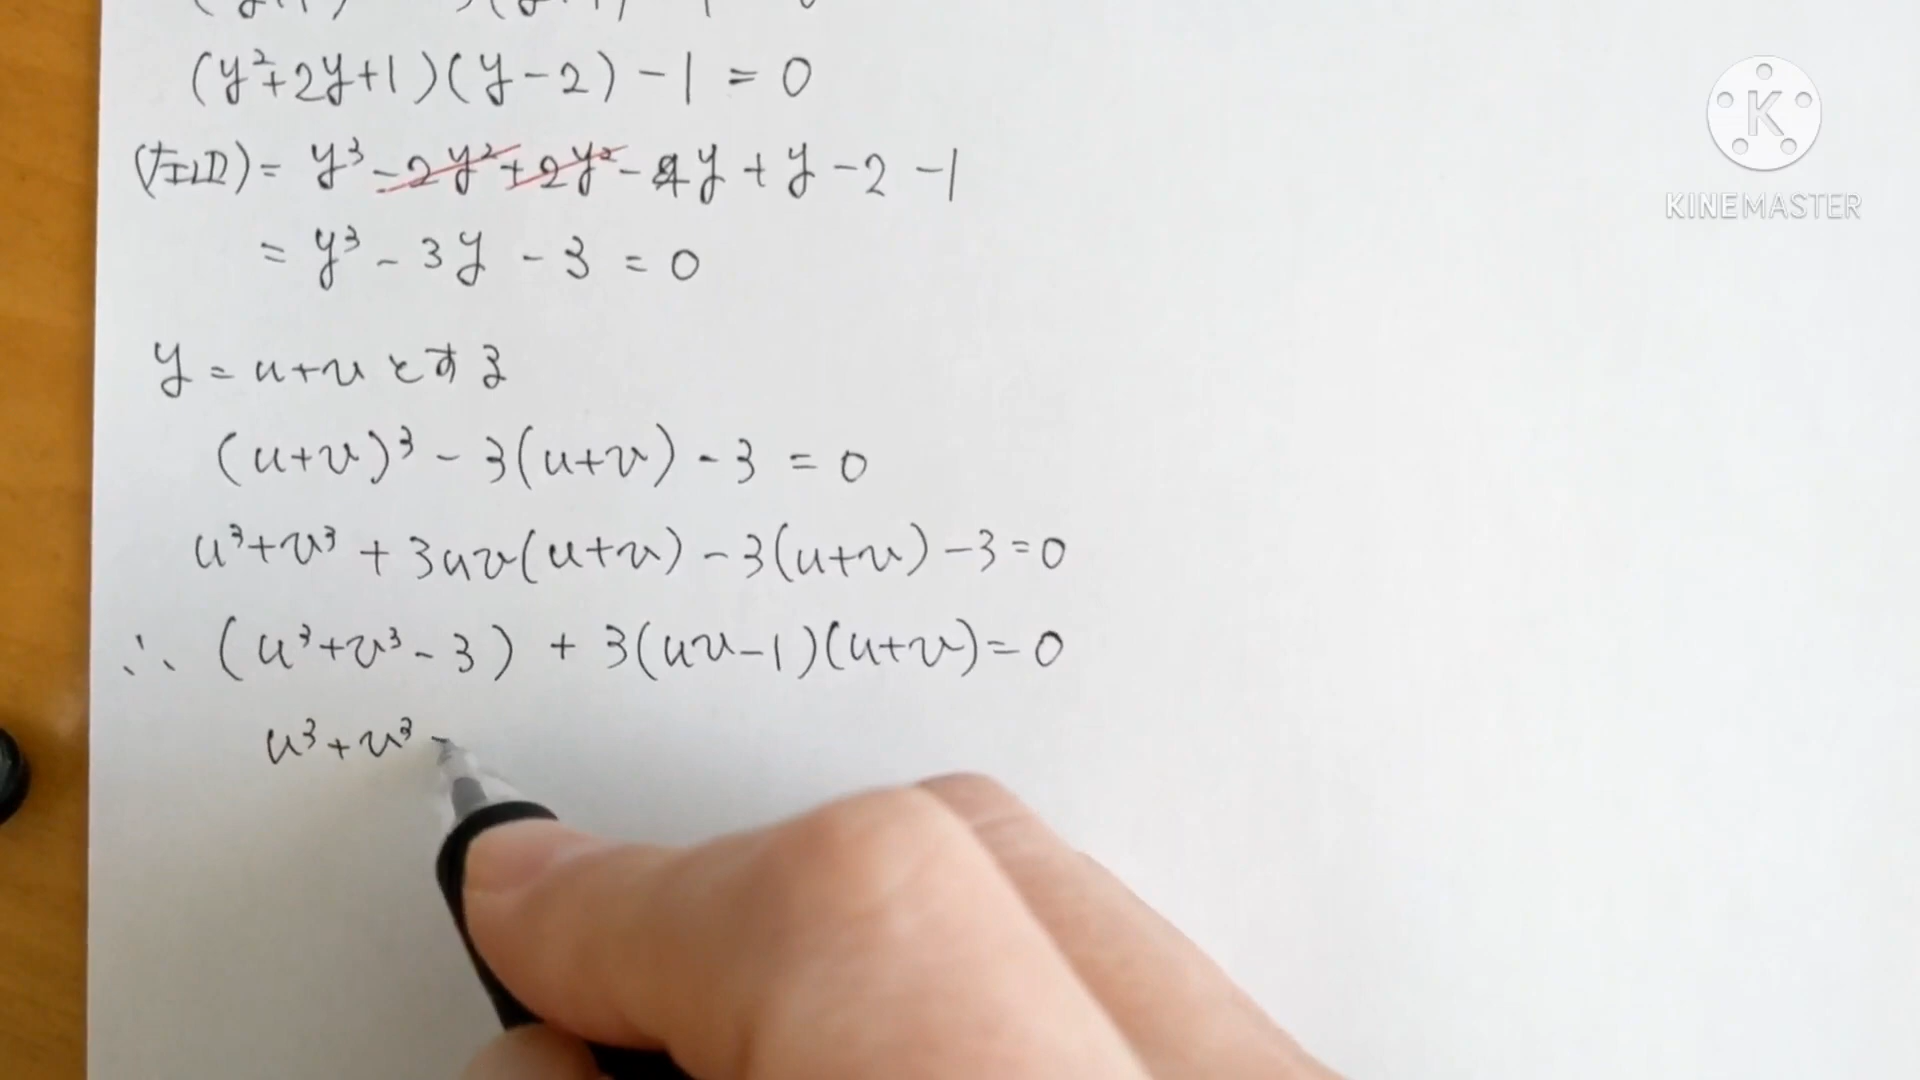 (y²+2y+1)(y-2)-1=0
(左辺)= y³-2y²+2y²-4y+y-2-1
= y³-3y-3=0
y=u+vとする
(u+v)³-3(u+v)-3=0
u³+v³+3uv(u+v)-3(u+v)-3=0
∴ (u³+v³-3)+3(uv-1)(u+v)=0
u³+v³-
K
KINEMASTER